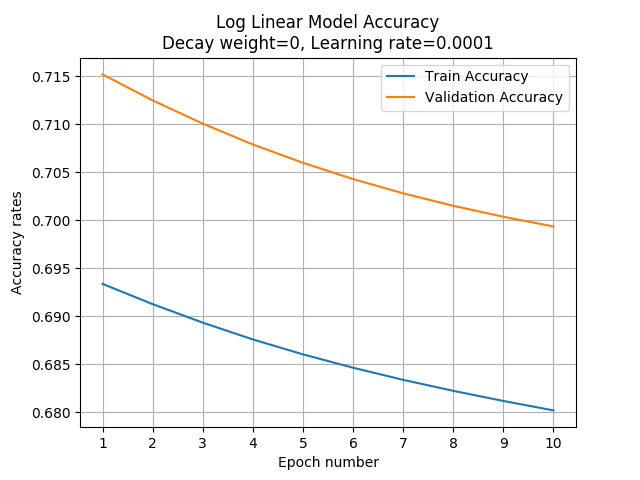 Log Linear Model Accuracy
Decay weight=0, Learning rate=0.0001
Train Accuracy
Validation Accuracy
Accuracy rates
0.715
0.710
0.705
0.700
0.695
0.690
0.685
0.680
1 2 3 4 5 6 7 8 9 10
Epoch number